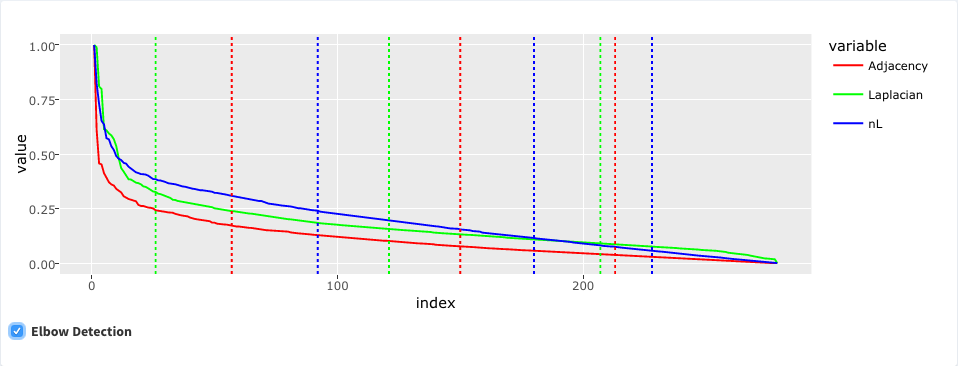 variable
Adjacency
Laplacian
nL
value
1.00
0.75
0.50
0.25
0.00
0 100 200
index
Elbow Detection